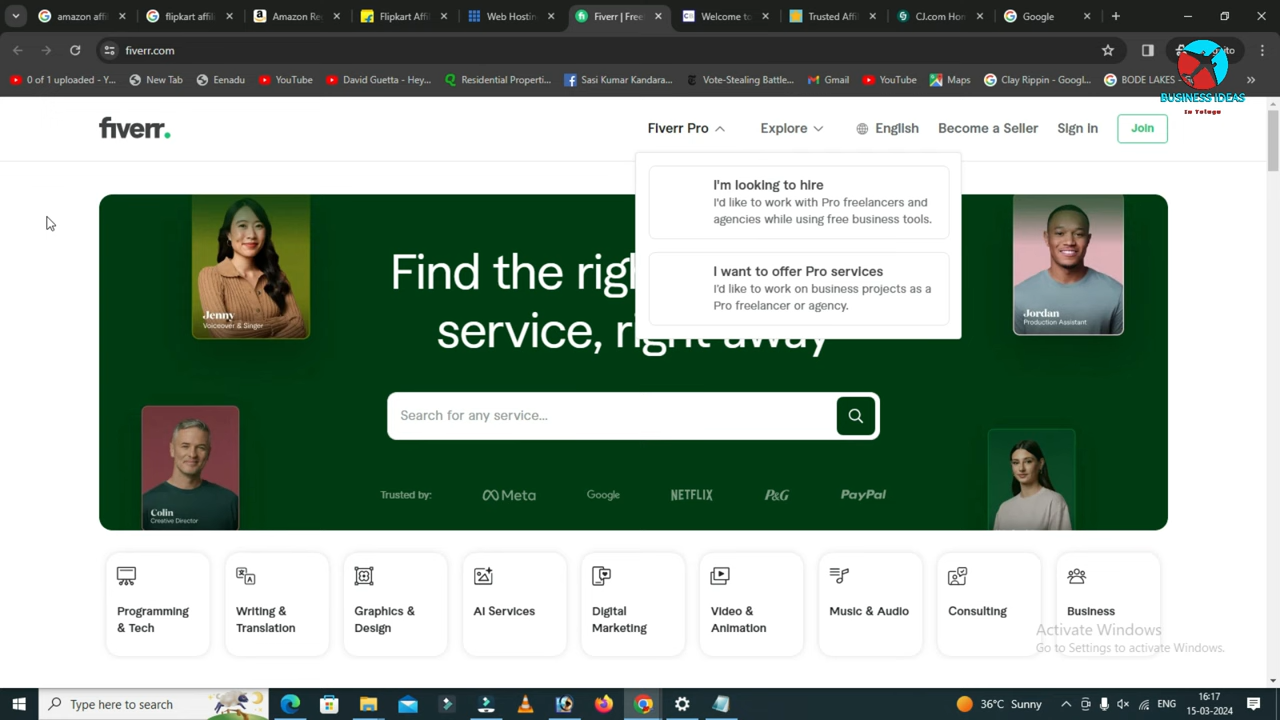 amazon affil
flipkart affil
Amazon Re
Flipkart Affil
Web Hosting
Fiverr | Free
Welcome to
Trusted Aff
CJ.com Hor
Google
fiverr.com
0 of 1 uploaded - Y...
New Tab
Eenadu
YouTube
David Guetta - Hey...
Residential Properti...
Sasi Kumar Kandara...
Vote-Stealing Battle...
Gmail
YouTube
Maps
Clay Rippin - Googl...
BODE LAKES - G
BUSINESS IDEAS
In Telugu
fiverr.
Fiverr Pro
Explore
English
Become a Seller
Sign In
Join
I'm looking to hire
I'd like to work with Pro freelancers and
agencies while using free business tools.
I want to offer Pro services
I'd like to work on business projects as a
Pro freelancer or agency.
Find the rig
service, right away
Jenny
Voiceover & Singer
Jordan
Production Assistant
Search for any service...
Colin
Creative Director
Trusted by:
Meta
Google
NETFLIX
P&G
PayPal
Programming
& Tech
Writing &
Translation
Graphics &
Design
AI Services
Digital
Marketing
Video &
Animation
Music & Audio
Consulting
Business
Activate Windows
Go to Settings to activate Windows.
Type here to search
36°C Sunny
ENG
16:17
15-03-2024